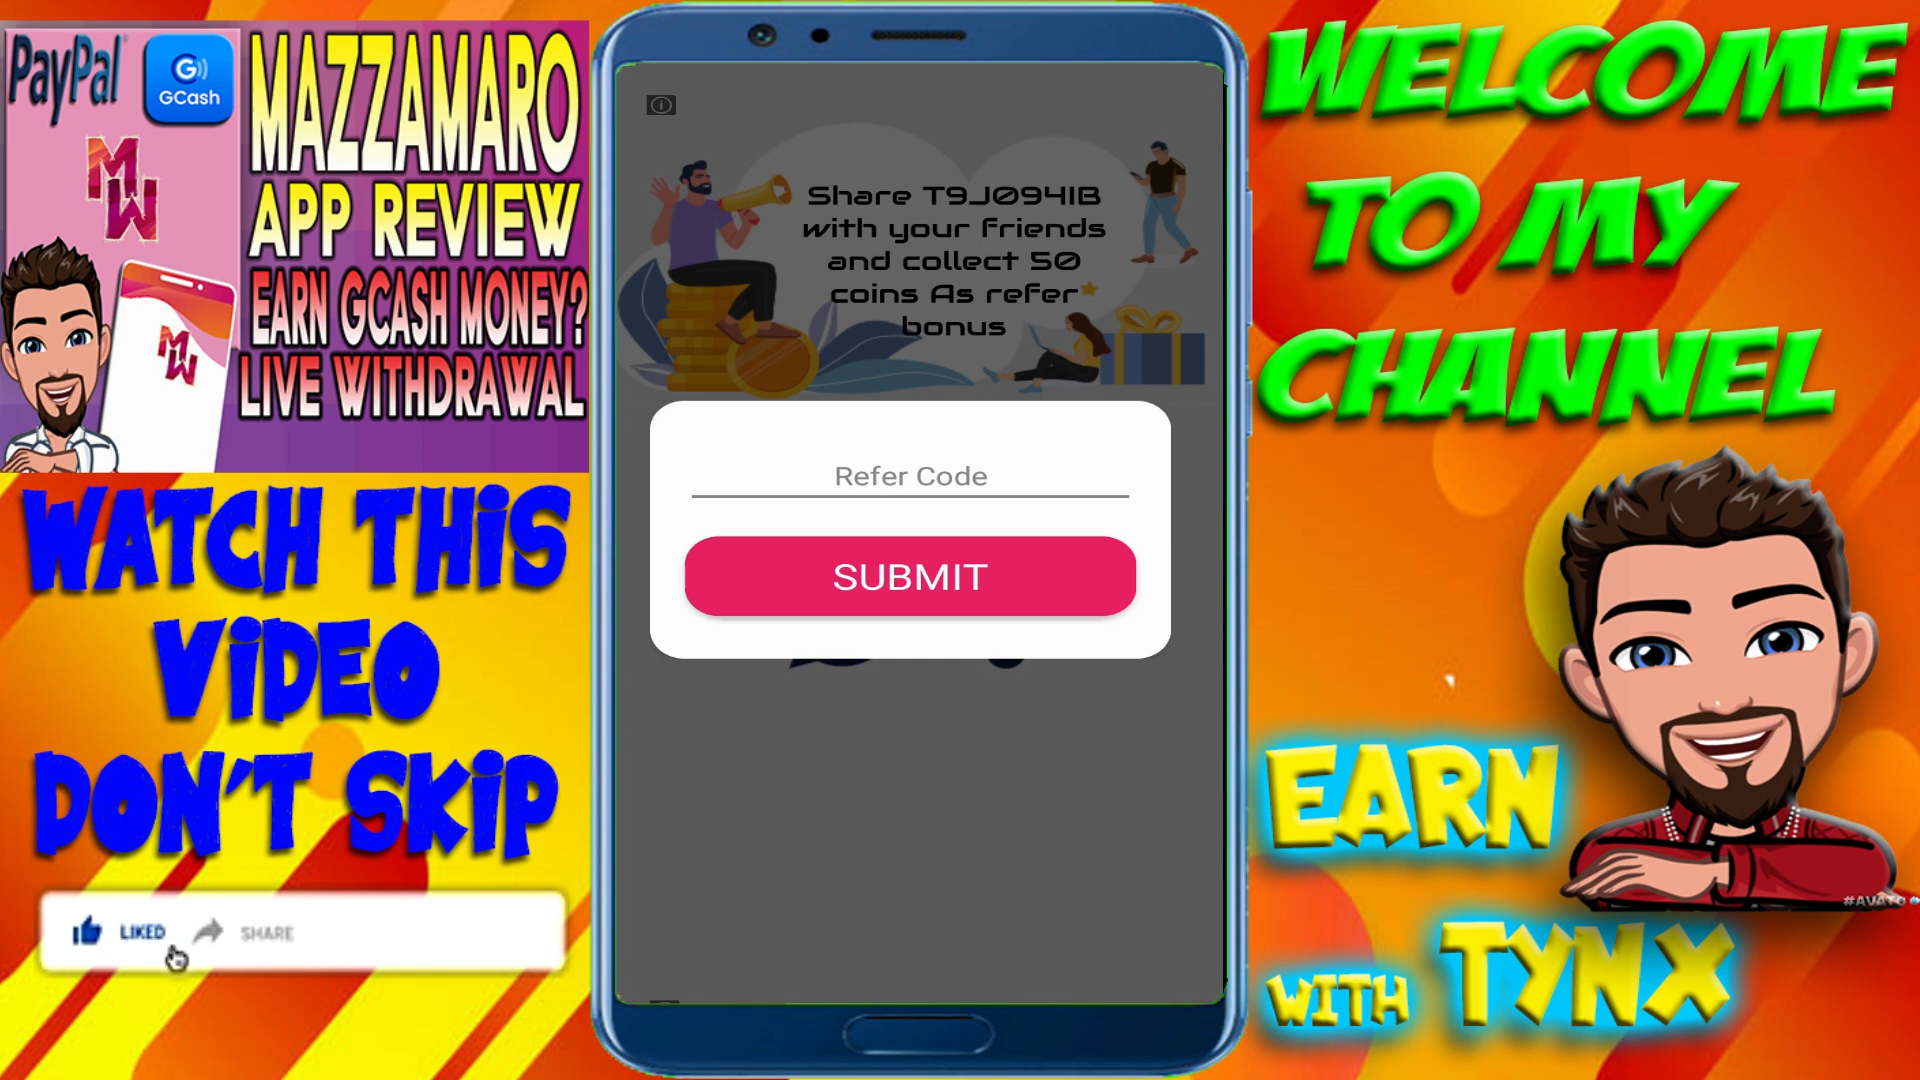 PayPal
GCash
MAZZAMARO
APP REVIEW
EARN GCASH MONEY?
LIVE WITHDRAWAL
MW
MW
WATCH THIS
ViDEO
DON'T SKiP
LIKED
SHARE
Share T9J094IB
with your friends
and collect 50
coins As refer
bonus
Refer Code
SUBMIT
WELCOME
TO MY
CHANNEL
EARN
WITH TYNX